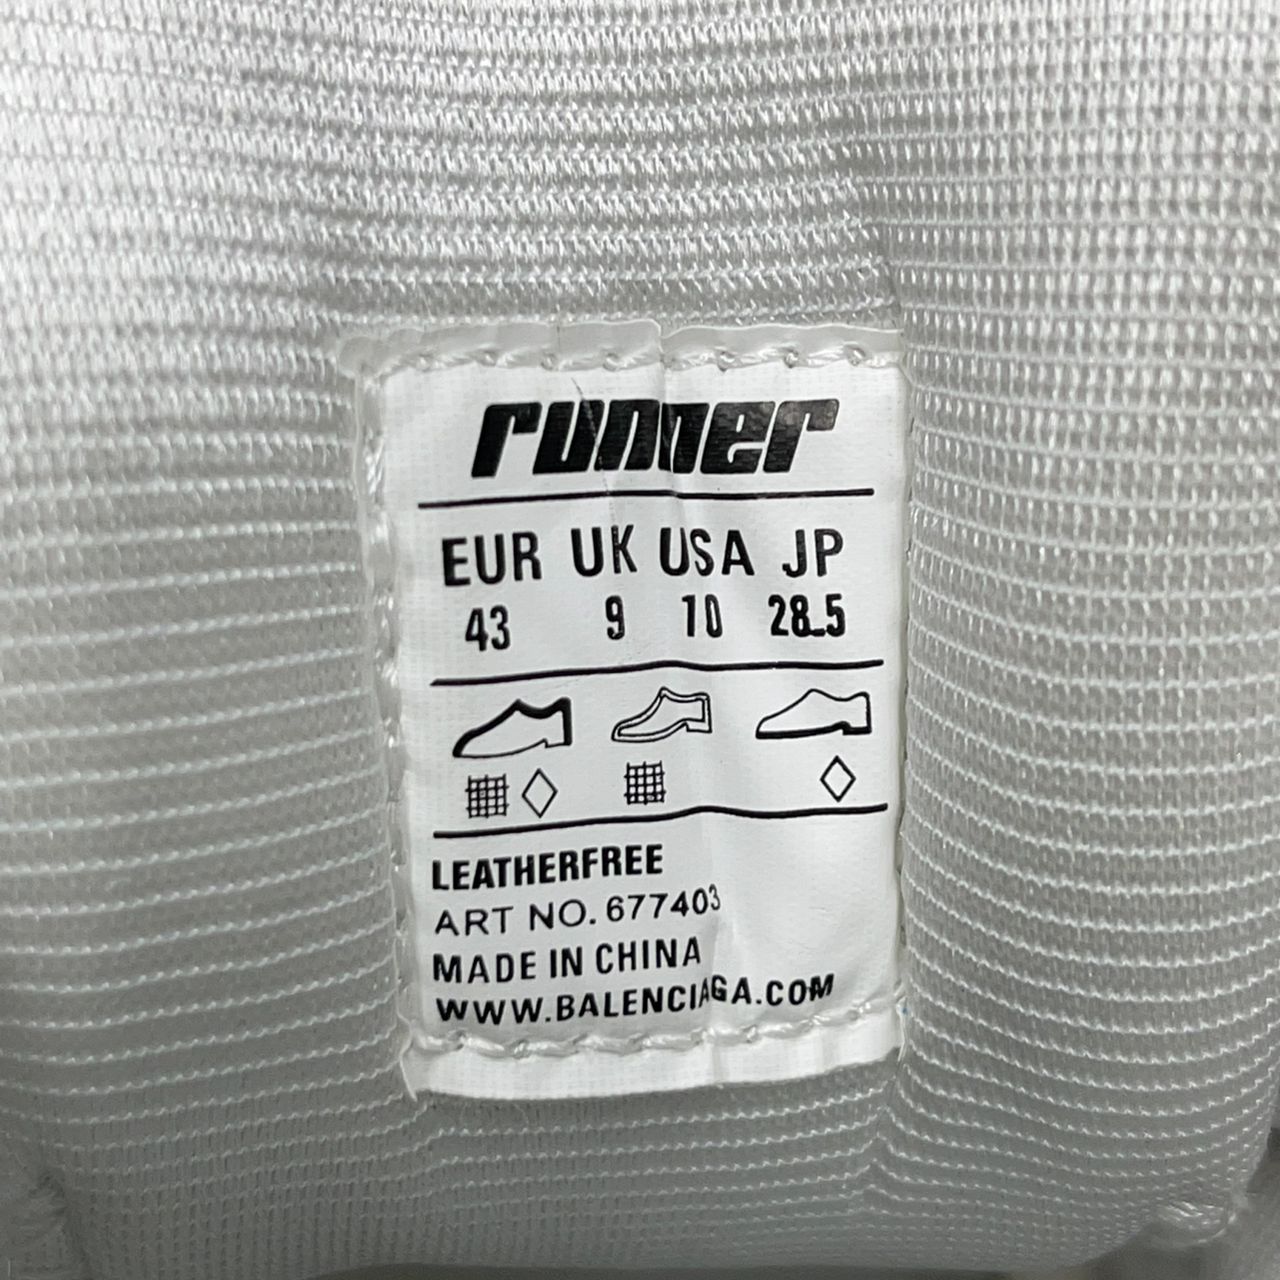 runner
EUR UK USA JP
43 9 10 28.5
LEATHERFREE
ART NO. 677403
MADE IN CHINA
WWW.BALENCIAGA.COM